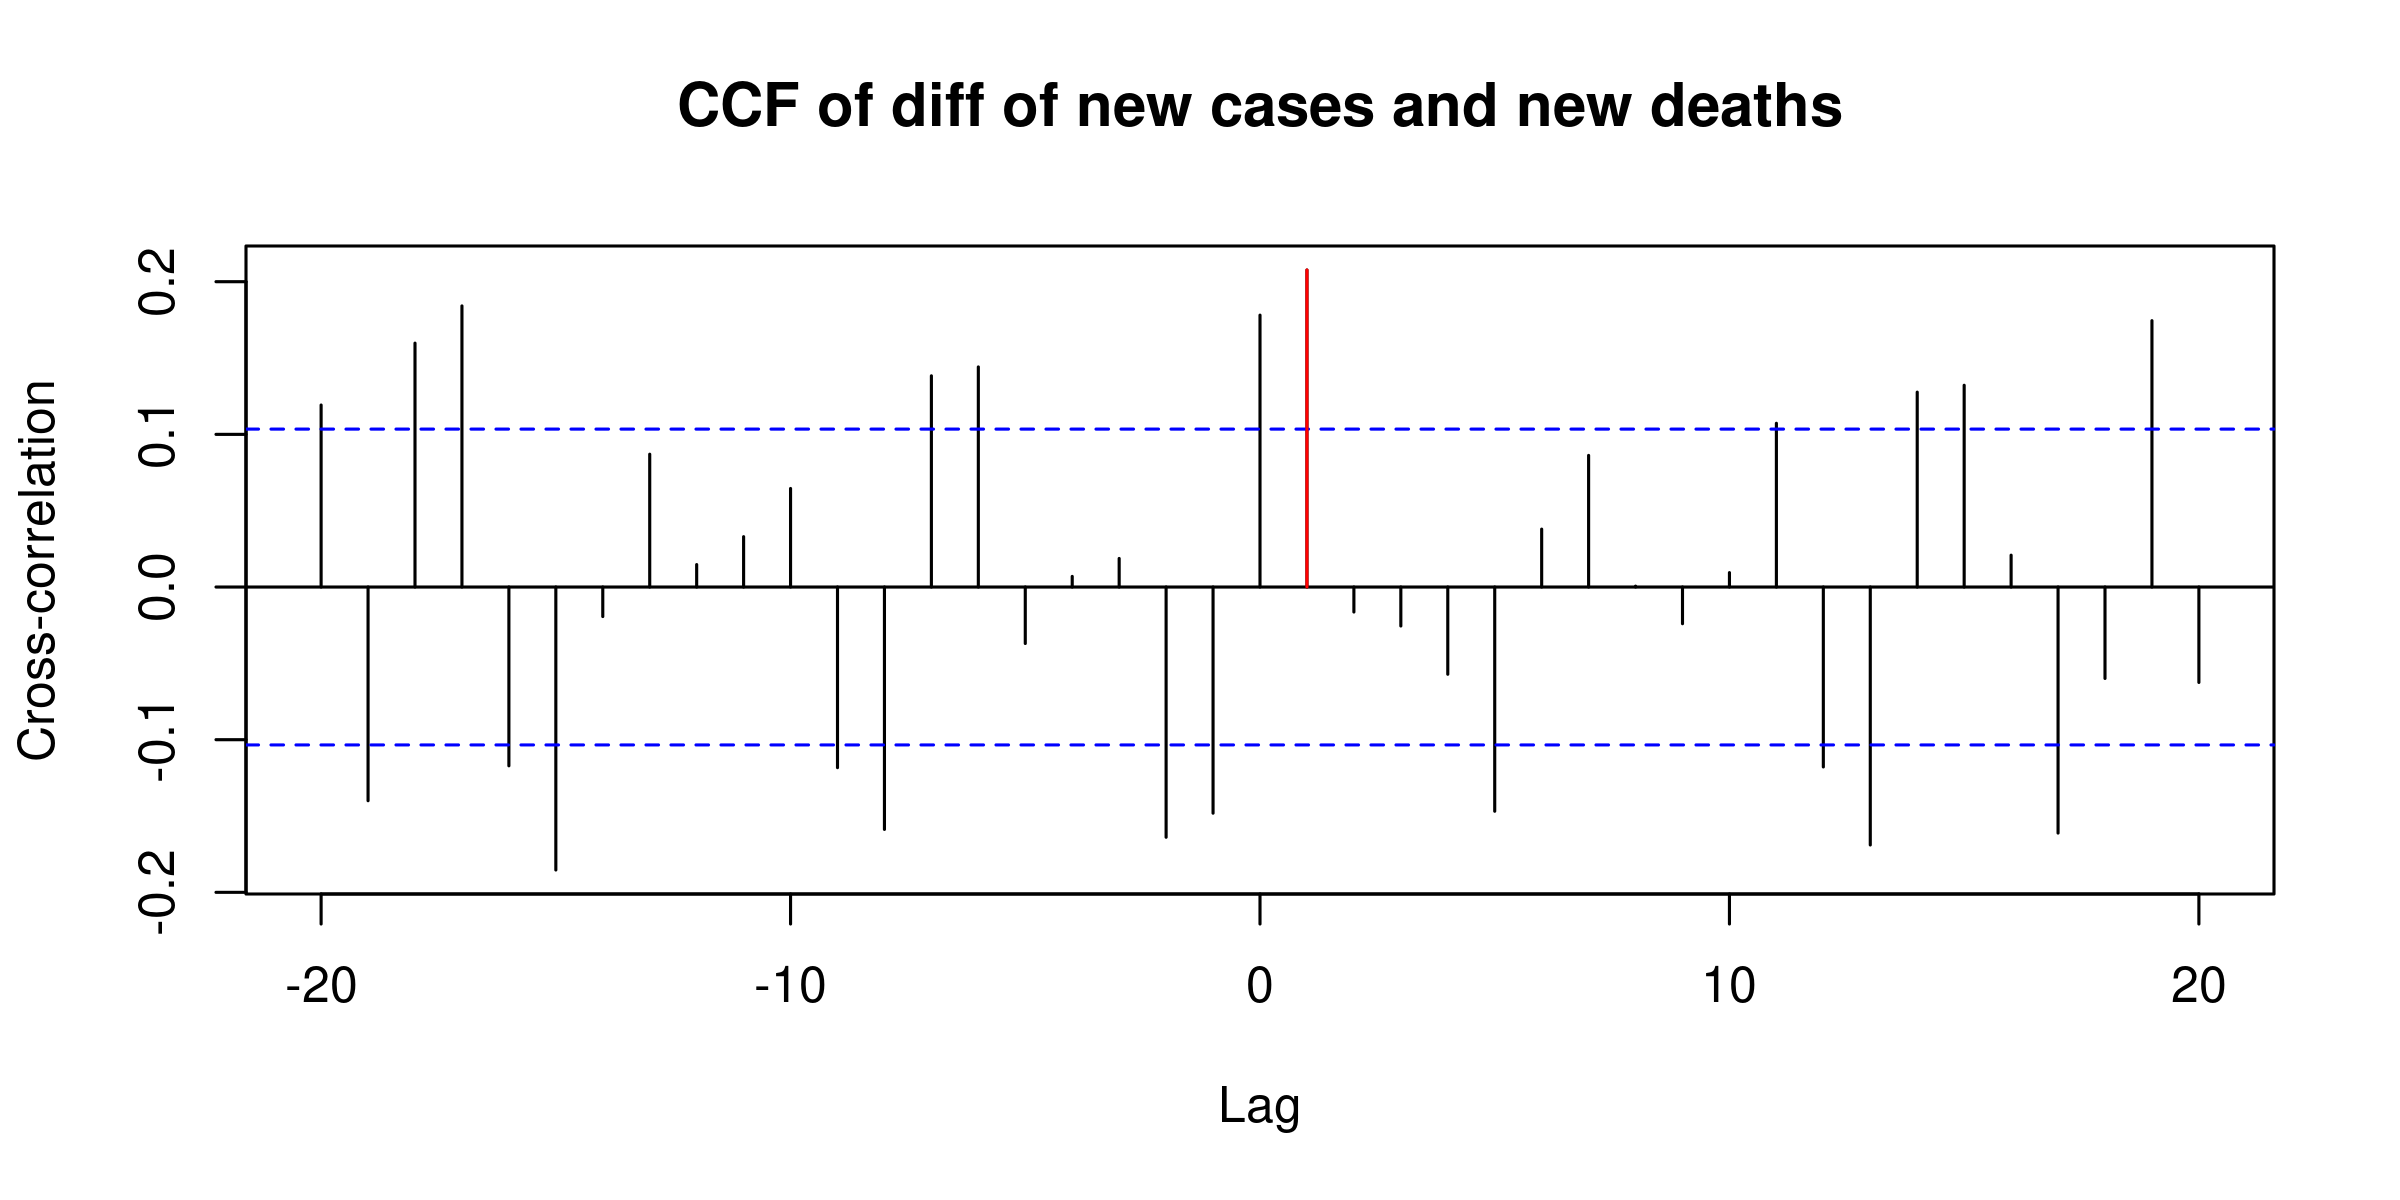 CCF of diff of new cases and new deaths
Cross-correlation
0.2
0.1
0.0
-0.1
-0.2
-20 -10 0 10 20
Lag